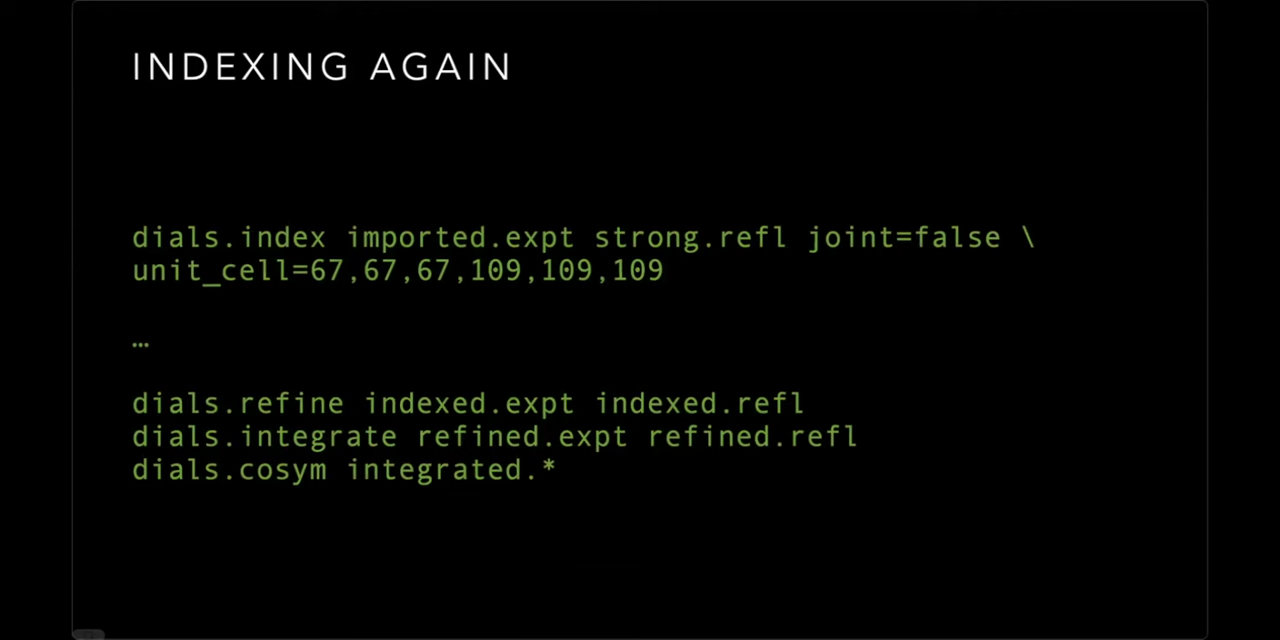 INDEXING AGAIN
dials.index imported.expt strong.refl joint=false \
unit_cell=67,67,67,109,109,109
…
dials.refine indexed.expt indexed.refl
dials.integrate refined.expt refined.refl
dials.cosym integrated.*